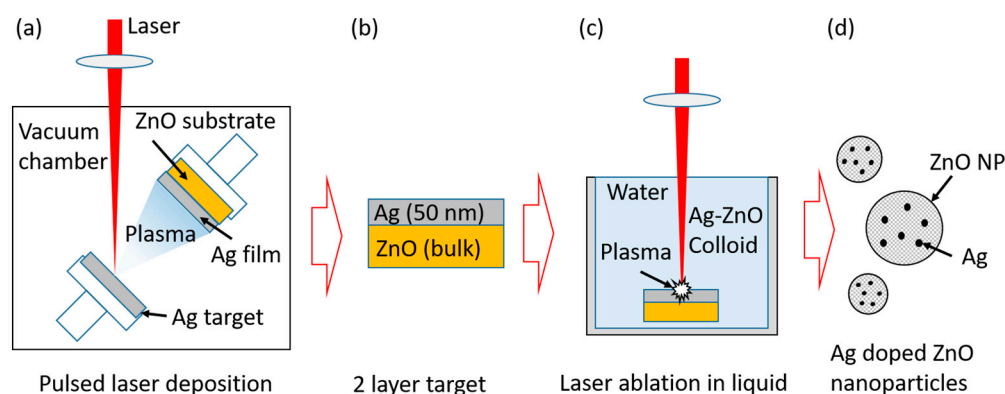 (a)
Laser
ZnO substrate
Vacuum
chamber
Plasma
Ag film
Ag target
Pulsed laser deposition
(b)
Ag (50 nm)
ZnO (bulk)
2 layer target
(c)
Water
Ag-ZnO
Colloid
Plasma
Laser ablation in liquid
(d)
ZnO NP
Ag
Ag doped ZnO
nanoparticles